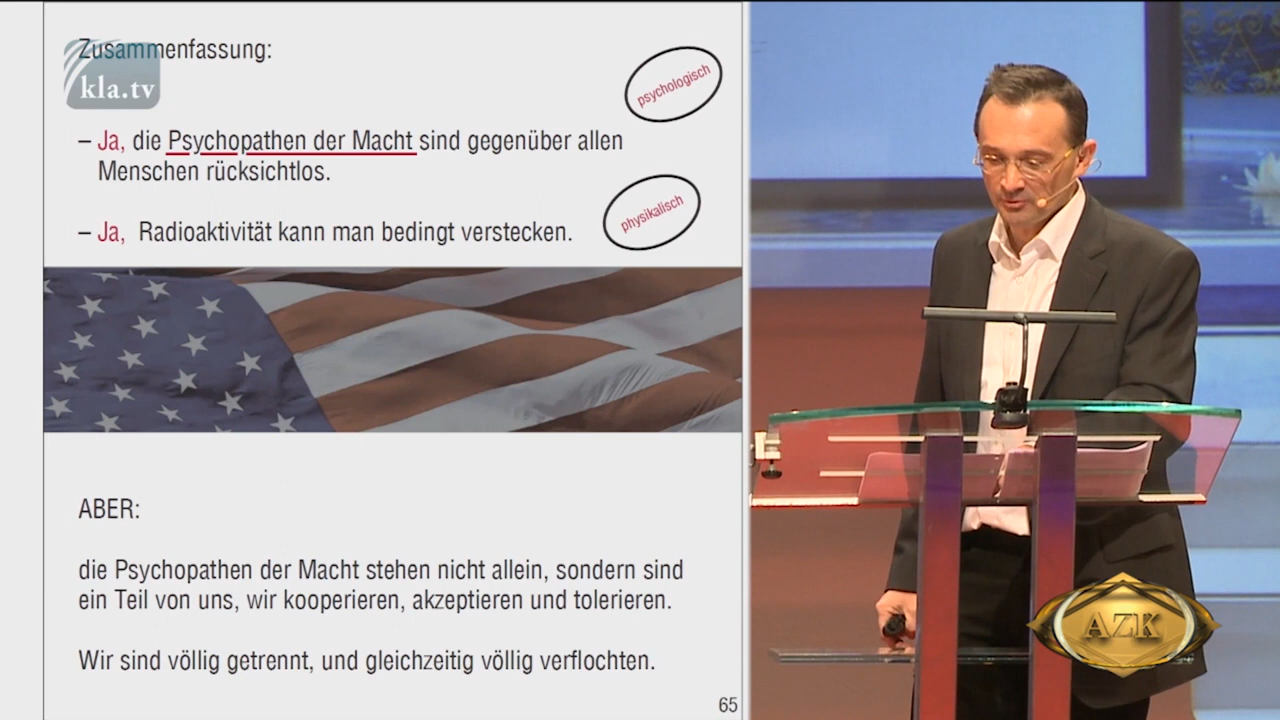 Zusammenfassung:
kla.tv
psychologisch
– Ja, die Psychopathen der Macht sind gegenüber allen
Menschen rücksichtlos.
physikalisch
– Ja, Radioaktivität kann man bedingt verstecken.
ABER:
die Psychopathen der Macht stehen nicht allein, sondern sind
ein Teil von uns, wir kooperieren, akzeptieren und tolerieren.
Wir sind völlig getrennt, und gleichzeitig völlig verflochten.
65
AZK